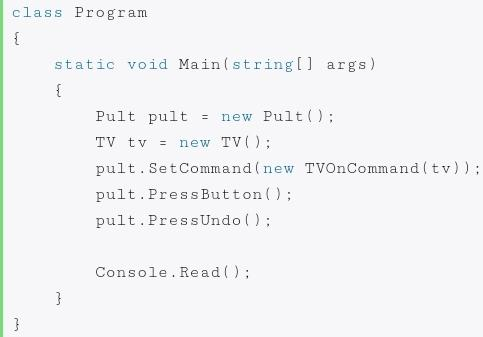 class Program
{
    static void Main(string[] args)
    {
        Pult pult = new Pult();
        TV tv = new TV();
        pult.SetCommand(new TVOnCommand(tv));
        pult.PressButton();
        pult.PressUndo();

        Console.Read();
    }
}